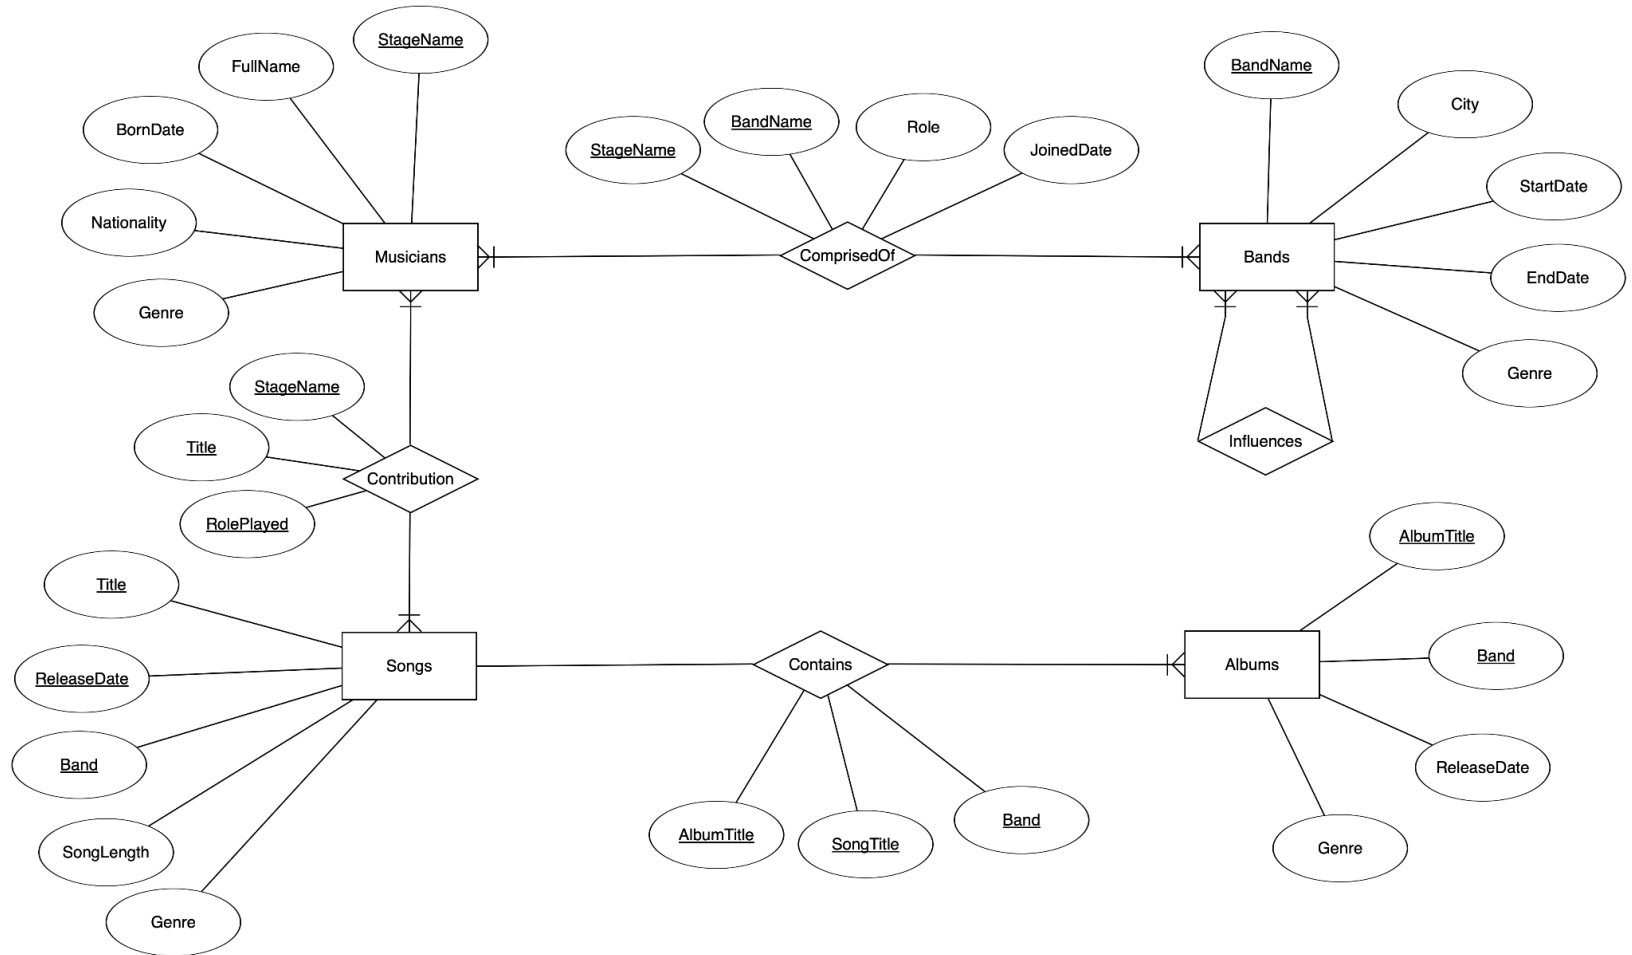 StageName
FullName
BornDate
Nationality
Genre
Musicians
StageName
BandName
Role
JoinedDate
ComprisedOf
BandName
City
StartDate
EndDate
Genre
Bands
Influences
StageName
Title
RolePlayed
Contribution
Title
ReleaseDate
Band
SongLength
Genre
Songs
Contains
AlbumTitle
SongTitle
Band
Albums
AlbumTitle
Band
ReleaseDate
Genre